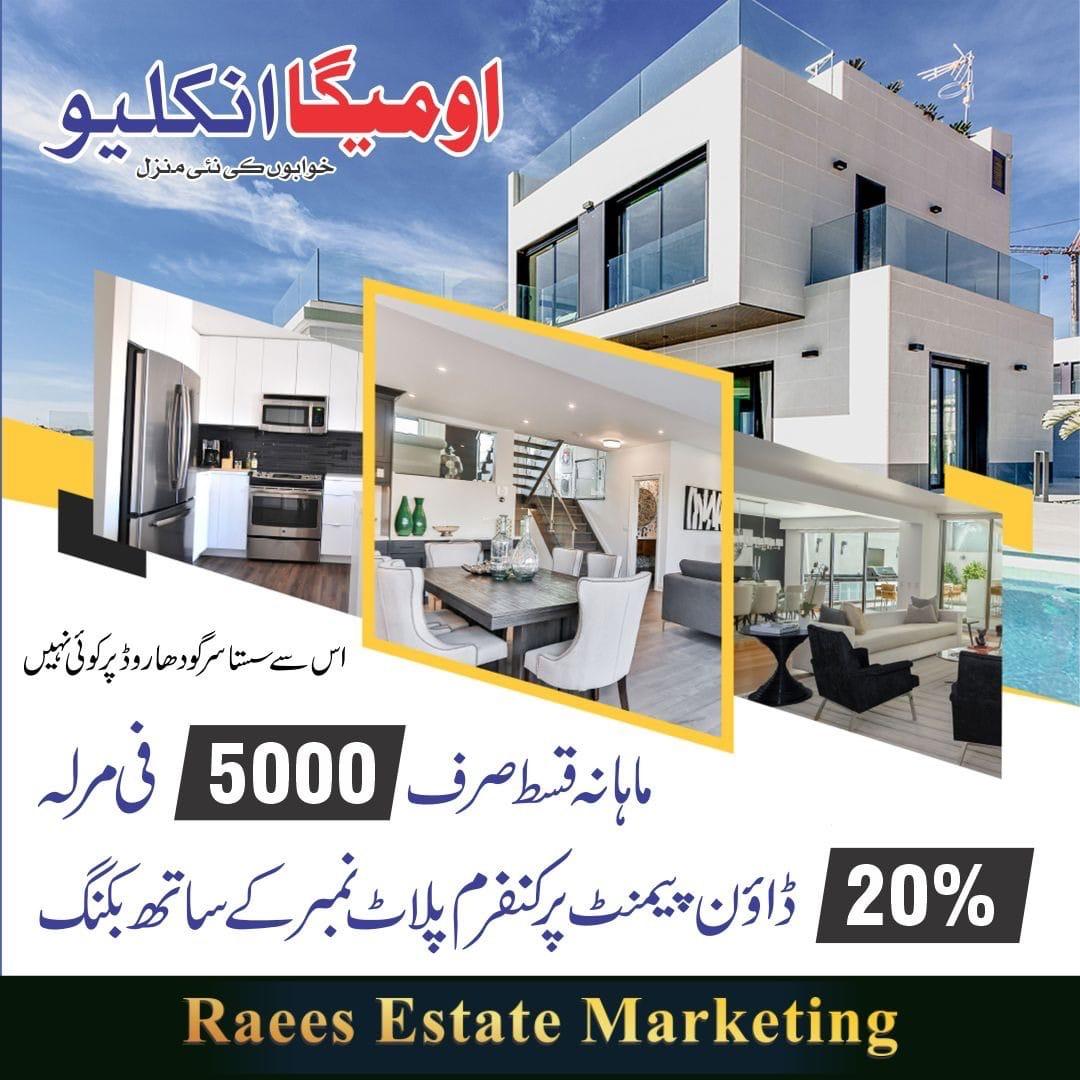 اومیگا انکلیو
خوابوں کی نئی منزل
اس سے سستا سرگودھا روڈ پر کوئی نہیں
ماہانہ قسط صرف 5000 فی مرلہ
20% ڈاؤن پیمنٹ پر کنفرم پلاٹ نمبر کے ساتھ بکنگ
Raees Estate Marketing